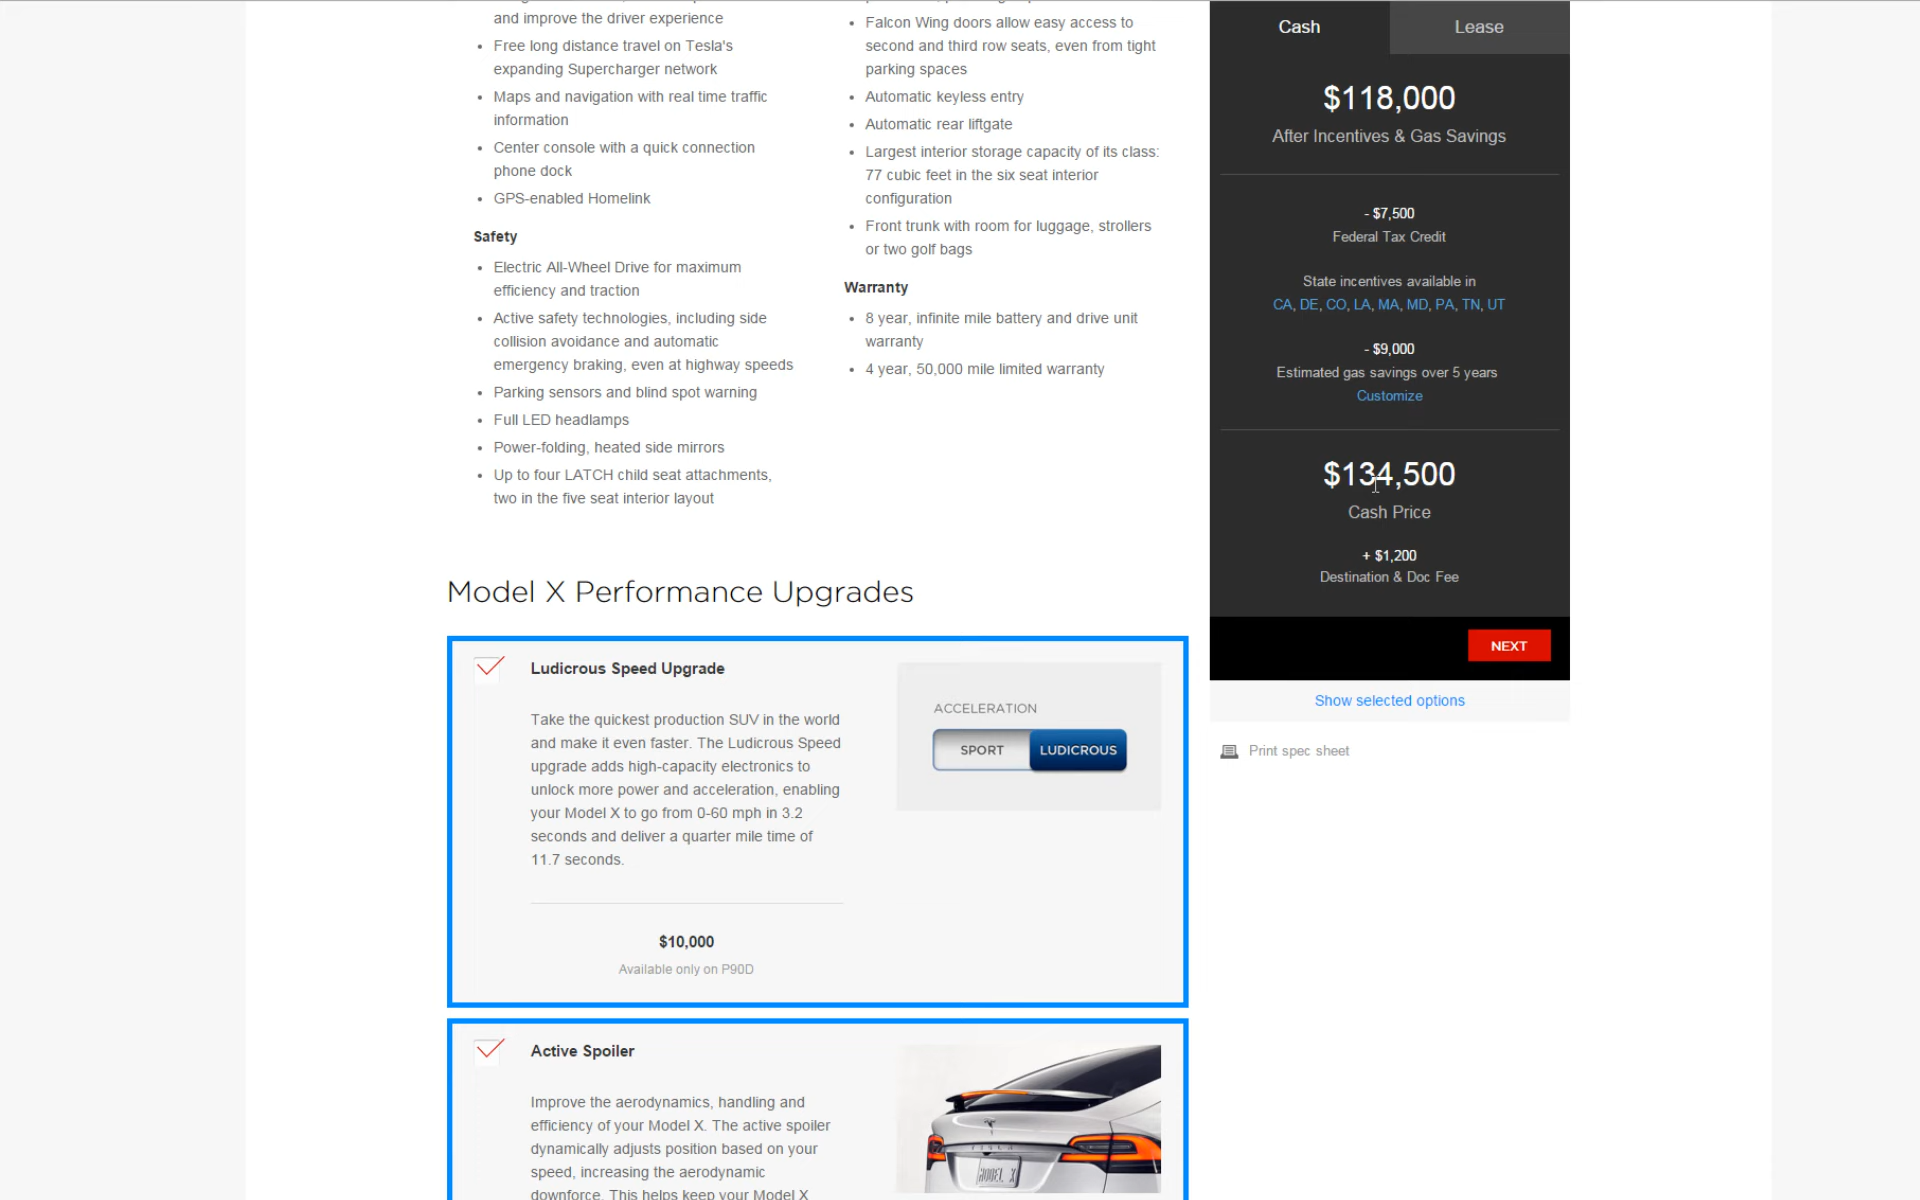 and improve the driver experience
Free long distance travel on Tesla's
expanding Supercharger network
Maps and navigation with real time traffic
information
Center console with a quick connection
phone dock
GPS-enabled Homelink
Safety
Electric All-Wheel Drive for maximum
efficiency and traction
Active safety technologies, including side
collision avoidance and automatic
emergency braking, even at highway speeds
Parking sensors and blind spot warning
Full LED headlamps
Power-folding, heated side mirrors
Up to four LATCH child seat attachments,
two in the five seat interior layout
Falcon Wing doors allow easy access to
second and third row seats, even from tight
parking spaces
Automatic keyless entry
Automatic rear liftgate
Largest interior storage capacity of its class:
77 cubic feet in the six seat interior
configuration
Front trunk with room for luggage, strollers
or two golf bags
Warranty
8 year, infinite mile battery and drive unit
warranty
4 year, 50,000 mile limited warranty
Cash
Lease
$118,000
After Incentives & Gas Savings
- $7,500
Federal Tax Credit
State incentives available in
CA, DE, CO, LA, MA, MD, PA, TN, UT
- $9,000
Estimated gas savings over 5 years
Customize
$134,500
Cash Price
+ $1,200
Destination & Doc Fee
NEXT
Show selected options
Print spec sheet
Model X Performance Upgrades
Ludicrous Speed Upgrade
Take the quickest production SUV in the world
and make it even faster. The Ludicrous Speed
upgrade adds high-capacity electronics to
unlock more power and acceleration, enabling
your Model X to go from 0-60 mph in 3.2
seconds and deliver a quarter mile time of
11.7 seconds.
$10,000
Available only on P90D
ACCELERATION
SPORT
LUDICROUS
Active Spoiler
Improve the aerodynamics, handling and
efficiency of your Model X. The active spoiler
dynamically adjusts position based on your
speed, increasing the aerodynamic
downforce. This helps keep your Model X
TESLA
MODEL X